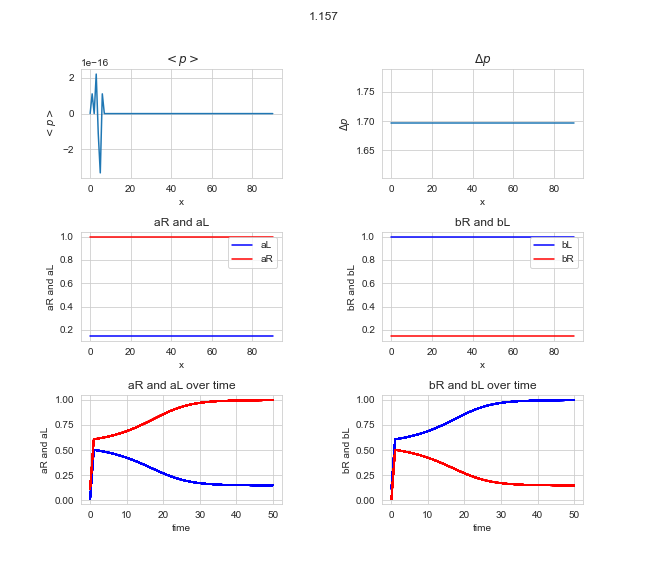 1.157
< p >
Δp
1e−16
2
0
−2
< p >
0 20 40 60 80
x
1.75
1.70
1.65
Δp
0 20 40 60 80
x
aR and aL
bR and bL
1.0
0.8
0.6
0.4
0.2
aR and aL
aL
aR
0 20 40 60 80
x
1.0
0.8
0.6
0.4
0.2
bR and bL
bL
bR
0 20 40 60 80
x
aR and aL over time
bR and bL over time
1.00
0.75
0.50
0.25
0.00
aR and aL
0 10 20 30 40 50
time
1.00
0.75
0.50
0.25
0.00
bR and bL
0 10 20 30 40 50
time